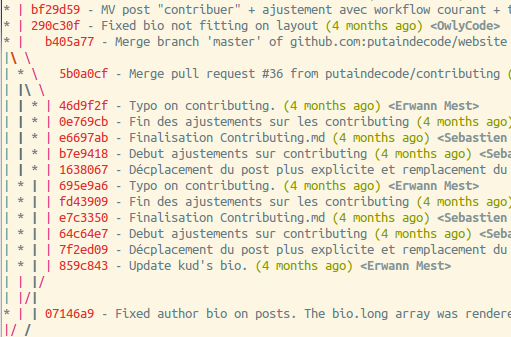 * | bf29d59 - MV post "contribuer" + ajustement avec workflow courant + t
* | 290c30f - Fixed bio not fitting on layout (4 months ago) <OwlyCode>
* |   b405a77 - Merge branch 'master' of github.com:putaindecode/website
|\ \
| * \   5b0a0cf - Merge pull request #36 from putaindecode/contributing (
| |\ \
| | * | 46d9f2f - Typo on contributing. (4 months ago) <Erwann Mest>
| | * | 0e769cb - Fin des ajustements sur les contributing (4 months ago)
| | * | e6697ab - Finalisation Contributing.md (4 months ago) <Sebastien
| | * | b7e9418 - Debut ajustements sur contributing (4 months ago) <Seba
| | * | 1638067 - Décplacement du post plus explicite et remplacement du
| * | | 695e9a6 - Typo on contributing. (4 months ago) <Erwann Mest>
| * | | fd43909 - Fin des ajustements sur les contributing (4 months ago)
| * | | e7c3350 - Finalisation Contributing.md (4 months ago) <Sebastien
| * | | 64c64e7 - Debut ajustements sur contributing (4 months ago) <Seba
| * | | 7f2ed09 - Décplacement du post plus explicite et remplacement du
| * | | 859c843 - Update kud's bio. (4 months ago) <Erwann Mest>
| | |/
| |/|
* | | 07146a9 - Fixed author bio on posts. The bio.long array was rendere
|/ /